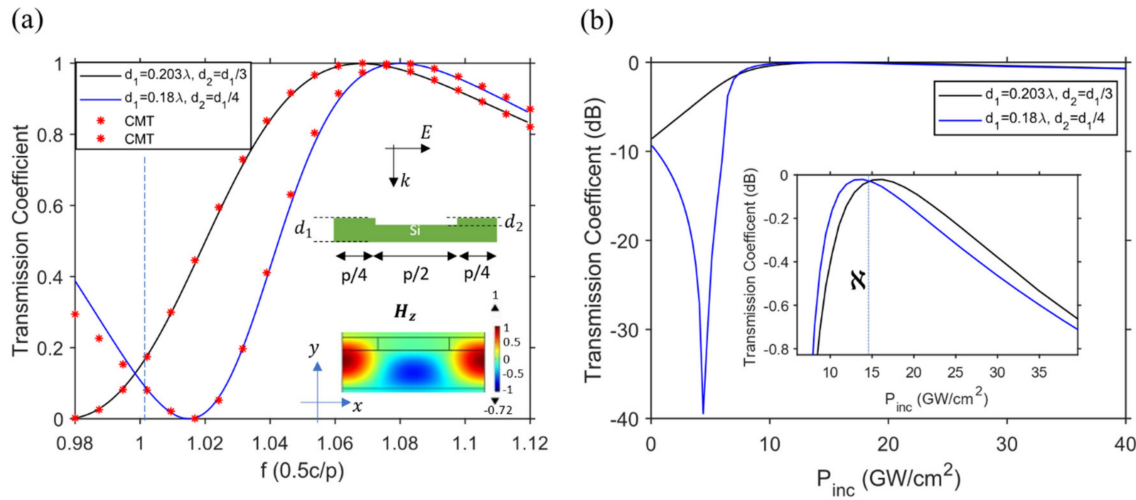 (a)
1
0.8
0.6
0.4
0.2
0
Transmission Coefficient
d₁=0.203λ, d₂=d₁/3
d₁=0.18λ, d₂=d₁/4
CMT
CMT
E
k
d₁
Si
d₂
p/4
p/2
p/4
H_z
y
x
1
1
0.5
0
-0.5
-1
-0.72
0.98
1
1.02
1.04
1.06
1.08
1.1
1.12
f (0.5c/p)
(b)
0
-10
-20
-30
-40
Transmission Coefficent (dB)
d₁=0.203λ, d₂=d₁/3
d₁=0.18λ, d₂=d₁/4
0
-0.2
-0.4
-0.6
-0.8
Transmission Coefficient (dB)
ℵ
10
15
20
25
30
35
P_inc (GW/cm²)
0
10
20
30
40
P_inc (GW/cm²)